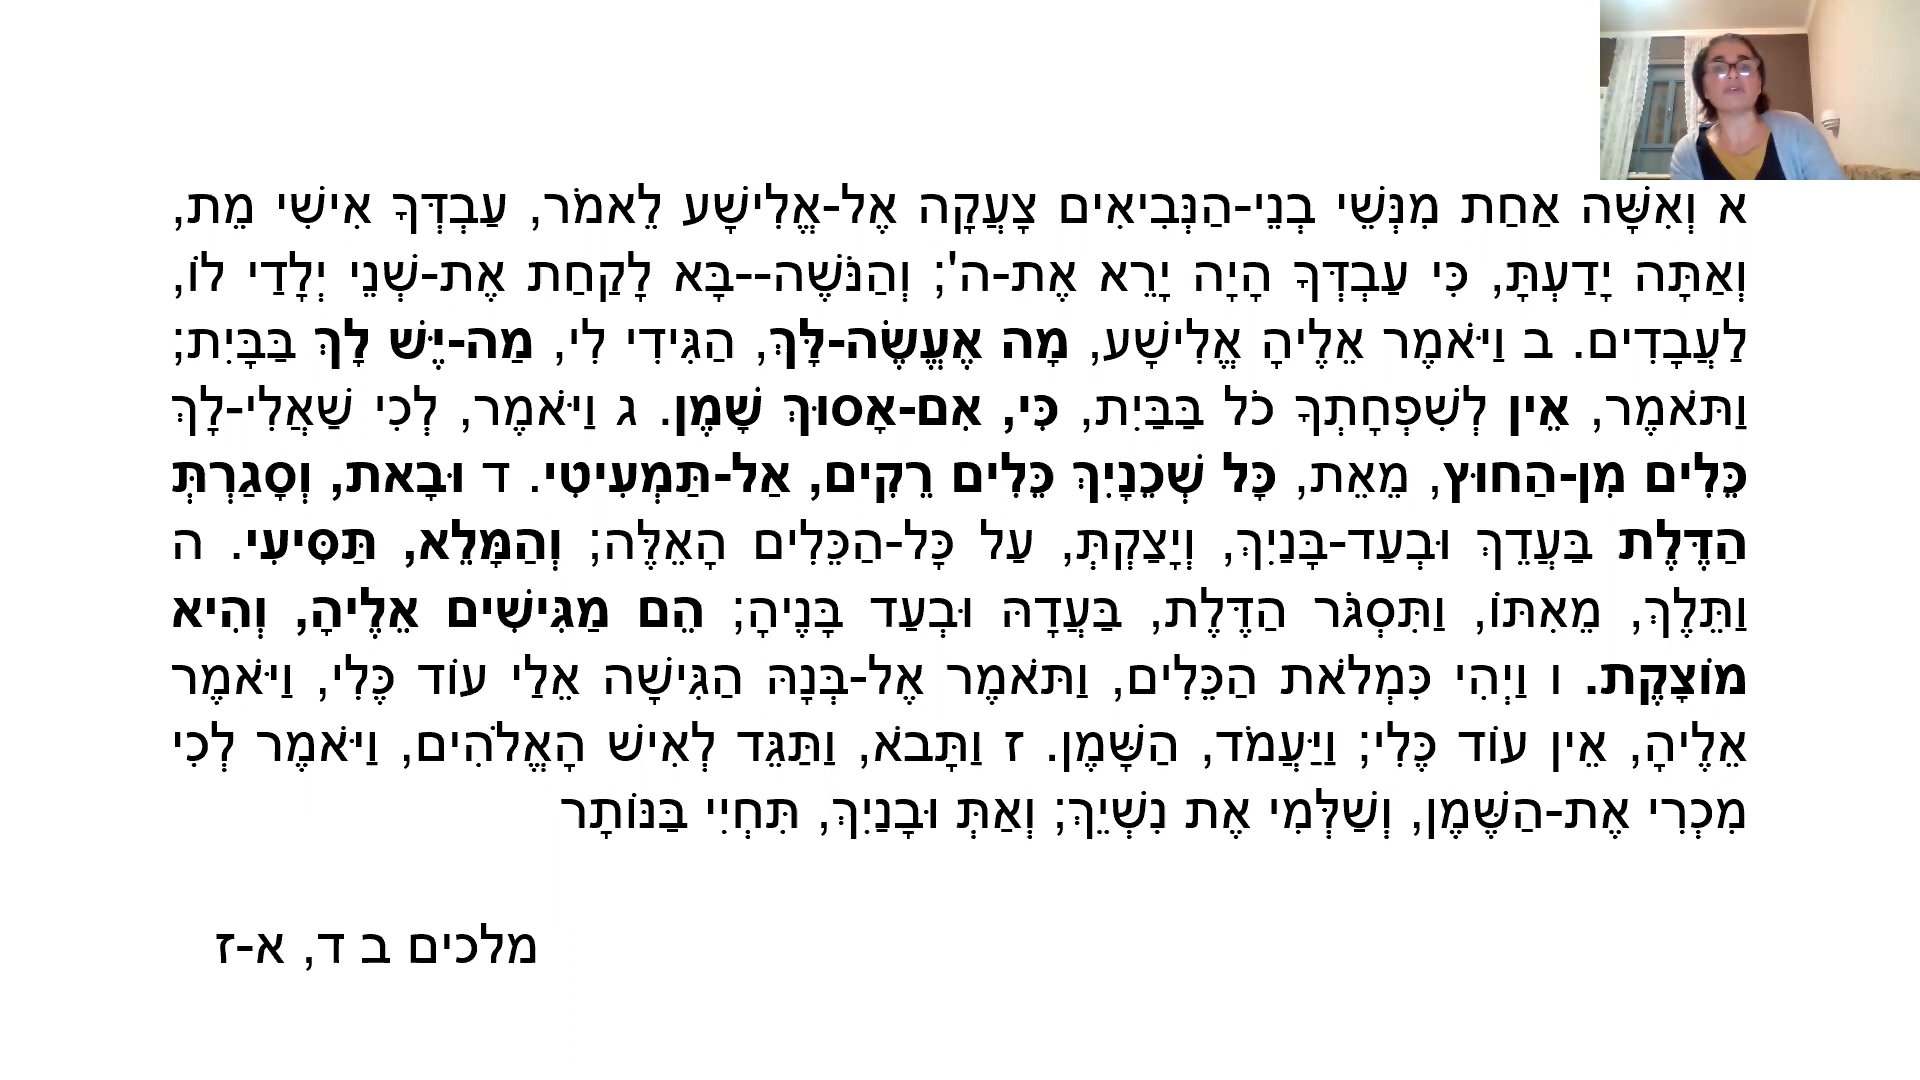 א וְאִשָּׁה אַחַת מִנְּשֵׁי בְנֵי-הַנְּבִיאִים צָעֲקָה אֶל-אֱלִישָׁע לֵאמֹר, עַבְדְּךָ אִישִׁי מֵת,
וְאַתָּה יָדַעְתָּ, כִּי עַבְדְּךָ הָיָה יָרֵא אֶת-ה'; וְהַנֹּשֶׁה--בָּא לָקַחַת אֶת-שְׁנֵי יְלָדַי לוֹ,
לַעֲבָדִים. ב וַיֹּאמֶר אֵלֶיהָ אֱלִישָׁע, מָה אֶעֱשֶׂה-לָּךְ, הַגִּידִי לִי, מַה-יֶּשׁ לָךְ בַּבָּיִת;
וַתֹּאמֶר, אֵין לְשִׁפְחָתְךָ כֹל בַּבַּיִת, כִּי, אִם-אָסוּךְ שָׁמֶן. ג וַיֹּאמֶר, לְכִי שַׁאֲלִי-לָךְ
כֵּלִים מִן-הַחוּץ, מֵאֵת, כָּל שְׁכֵנָיִךְ כֵּלִים רֵקִים, אַל-תַּמְעִיטִי. ד וּבָאת, וְסָגַרְתְּ
הַדֶּלֶת בַּעֲדֵךְ וּבְעַד-בָּנַיִךְ, וְיָצַקְתְּ, עַל כָּל-הַכֵּלִים הָאֵלֶּה; וְהַמָּלֵא, תַּסִּיעִי. ה
וַתֵּלֶךְ, מֵאִתּוֹ, וַתִּסְגֹּר הַדֶּלֶת, בַּעֲדָהּ וּבְעַד בָּנֶיהָ; הֵם מַגִּישִׁים אֵלֶיהָ, וְהִיא
מוֹצָקֶת. ו וַיְהִי כִּמְלֹאת הַכֵּלִים, וַתֹּאמֶר אֶל-בְּנָהּ הַגִּישָׁה אֵלַי עוֹד כֶּלִי, וַיֹּאמֶר
אֵלֶיהָ, אֵין עוֹד כֶּלִי; וַיַּעֲמֹד, הַשָּׁמֶן. ז וַתָּבֹא, וַתַּגֵּד לְאִישׁ הָאֱלֹהִים, וַיֹּאמֶר לְכִי
מִכְרִי אֶת-הַשֶּׁמֶן, וְשַׁלְּמִי אֶת נִשְׁיֵךְ; וְאַתְּ וּבָנַיִךְ, תִּחְיִי בַּנּוֹתָר
מלכים ב ד, א-ז